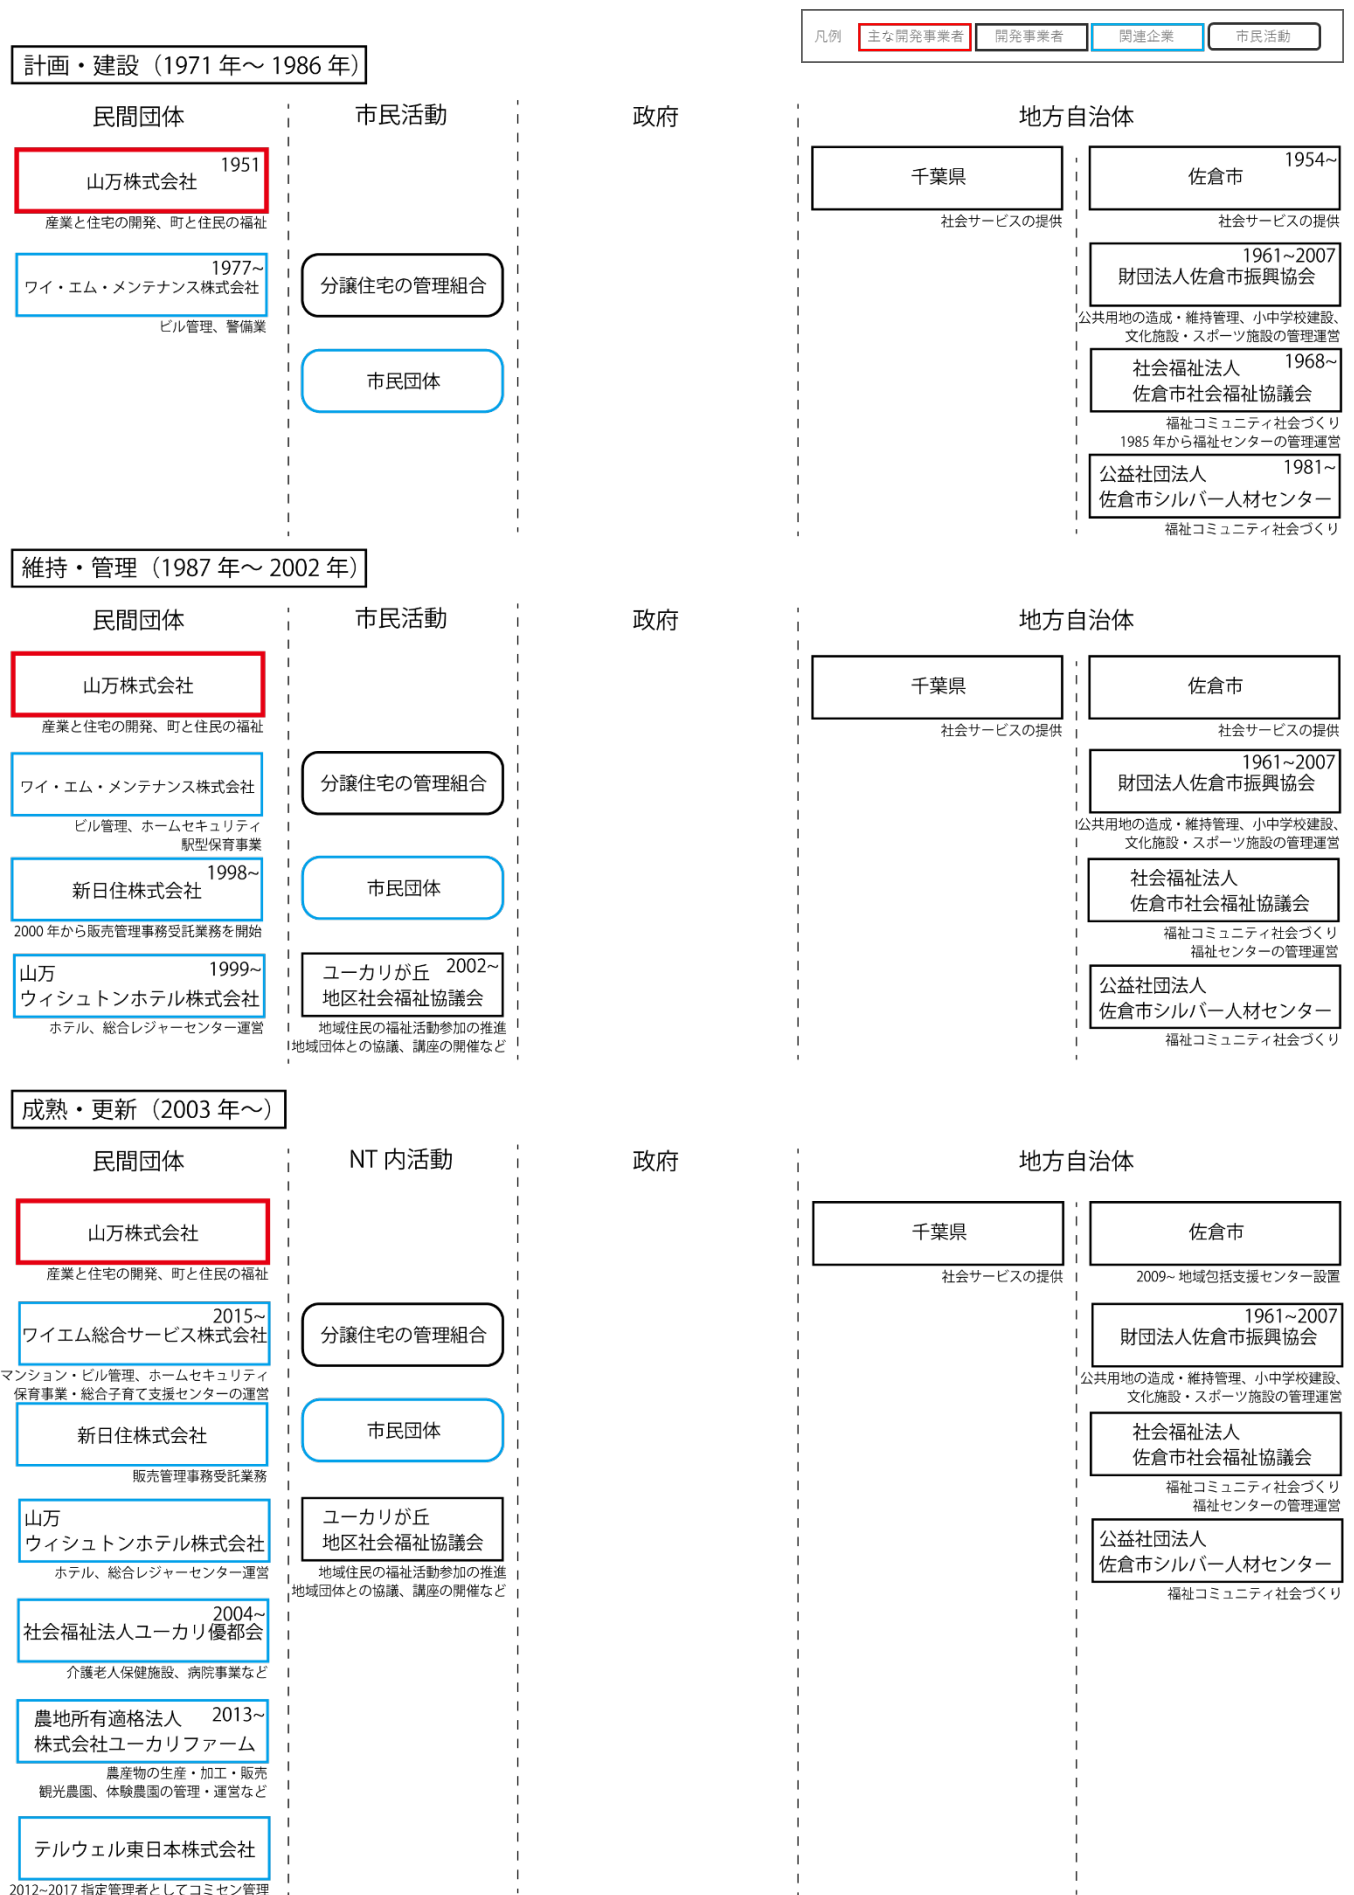 凡例
主な開発事業者
開発事業者
関連企業
市民活動
計画・建設（1971 年～ 1986 年）
民間団体
市民活動
政府
地方自治体
1951
山万株式会社
産業と住宅の開発、町と住民の福祉
1977~
ワイ・エム・メンテナンス株式会社
ビル管理、警備業
分譲住宅の管理組合
市民団体
千葉県
社会サービスの提供
1954~
佐倉市
社会サービスの提供
1961~2007
財団法人佐倉市振興協会
公共用地の造成・維持管理、小中学校建設、
文化施設・スポーツ施設の管理運営
社会福祉法人
1968~
佐倉市社会福祉協議会
福祉コミュニティ社会づくり
1985 年から福祉センターの管理運営
公益社団法人
1981~
佐倉市シルバー人材センター
福祉コミュニティ社会づくり
維持・管理（1987 年～ 2002 年）
民間団体
市民活動
政府
地方自治体
山万株式会社
産業と住宅の開発、町と住民の福祉
ワイ・エム・メンテナンス株式会社
ビル管理、ホームセキュリティ
駅型保育事業
1998~
新日住株式会社
2000 年から販売管理事務受託業務を開始
山万
1999~
ウィシュトンホテル株式会社
ホテル、総合レジャーセンター運営
分譲住宅の管理組合
市民団体
ユーカリが丘
2002~
地区社会福祉協議会
地域住民の福祉活動参加の推進
地域団体との協議、講座の開催など
千葉県
社会サービスの提供
佐倉市
社会サービスの提供
1961~2007
財団法人佐倉市振興協会
公共用地の造成・維持管理、小中学校建設、
文化施設・スポーツ施設の管理運営
社会福祉法人
佐倉市社会福祉協議会
福祉コミュニティ社会づくり
福祉センターの管理運営
公益社団法人
佐倉市シルバー人材センター
福祉コミュニティ社会づくり
成熟・更新（2003 年～）
民間団体
NT 内活動
政府
地方自治体
山万株式会社
産業と住宅の開発、町と住民の福祉
2015~
ワイエム総合サービス株式会社
マンション・ビル管理、ホームセキュリティ
保育事業・総合子育て支援センターの運営
新日住株式会社
販売管理事務受託業務
山万
ウィシュトンホテル株式会社
ホテル、総合レジャーセンター運営
2004~
社会福祉法人ユーカリ優都会
介護老人保健施設、病院事業など
農地所有適格法人
2013~
株式会社ユーカリファーム
農産物の生産・加工・販売
観光農園、体験農園の管理・運営など
テルウェル東日本株式会社
2012~2017 指定管理者としてコミセン管理
分譲住宅の管理組合
市民団体
ユーカリが丘
地区社会福祉協議会
地域住民の福祉活動参加の推進
地域団体との協議、講座の開催など
千葉県
社会サービスの提供
佐倉市
2009~ 地域包括支援センター設置
1961~2007
財団法人佐倉市振興協会
公共用地の造成・維持管理、小中学校建設、
文化施設・スポーツ施設の管理運営
社会福祉法人
佐倉市社会福祉協議会
福祉コミュニティ社会づくり
福祉センターの管理運営
公益社団法人
佐倉市シルバー人材センター
福祉コミュニティ社会づくり